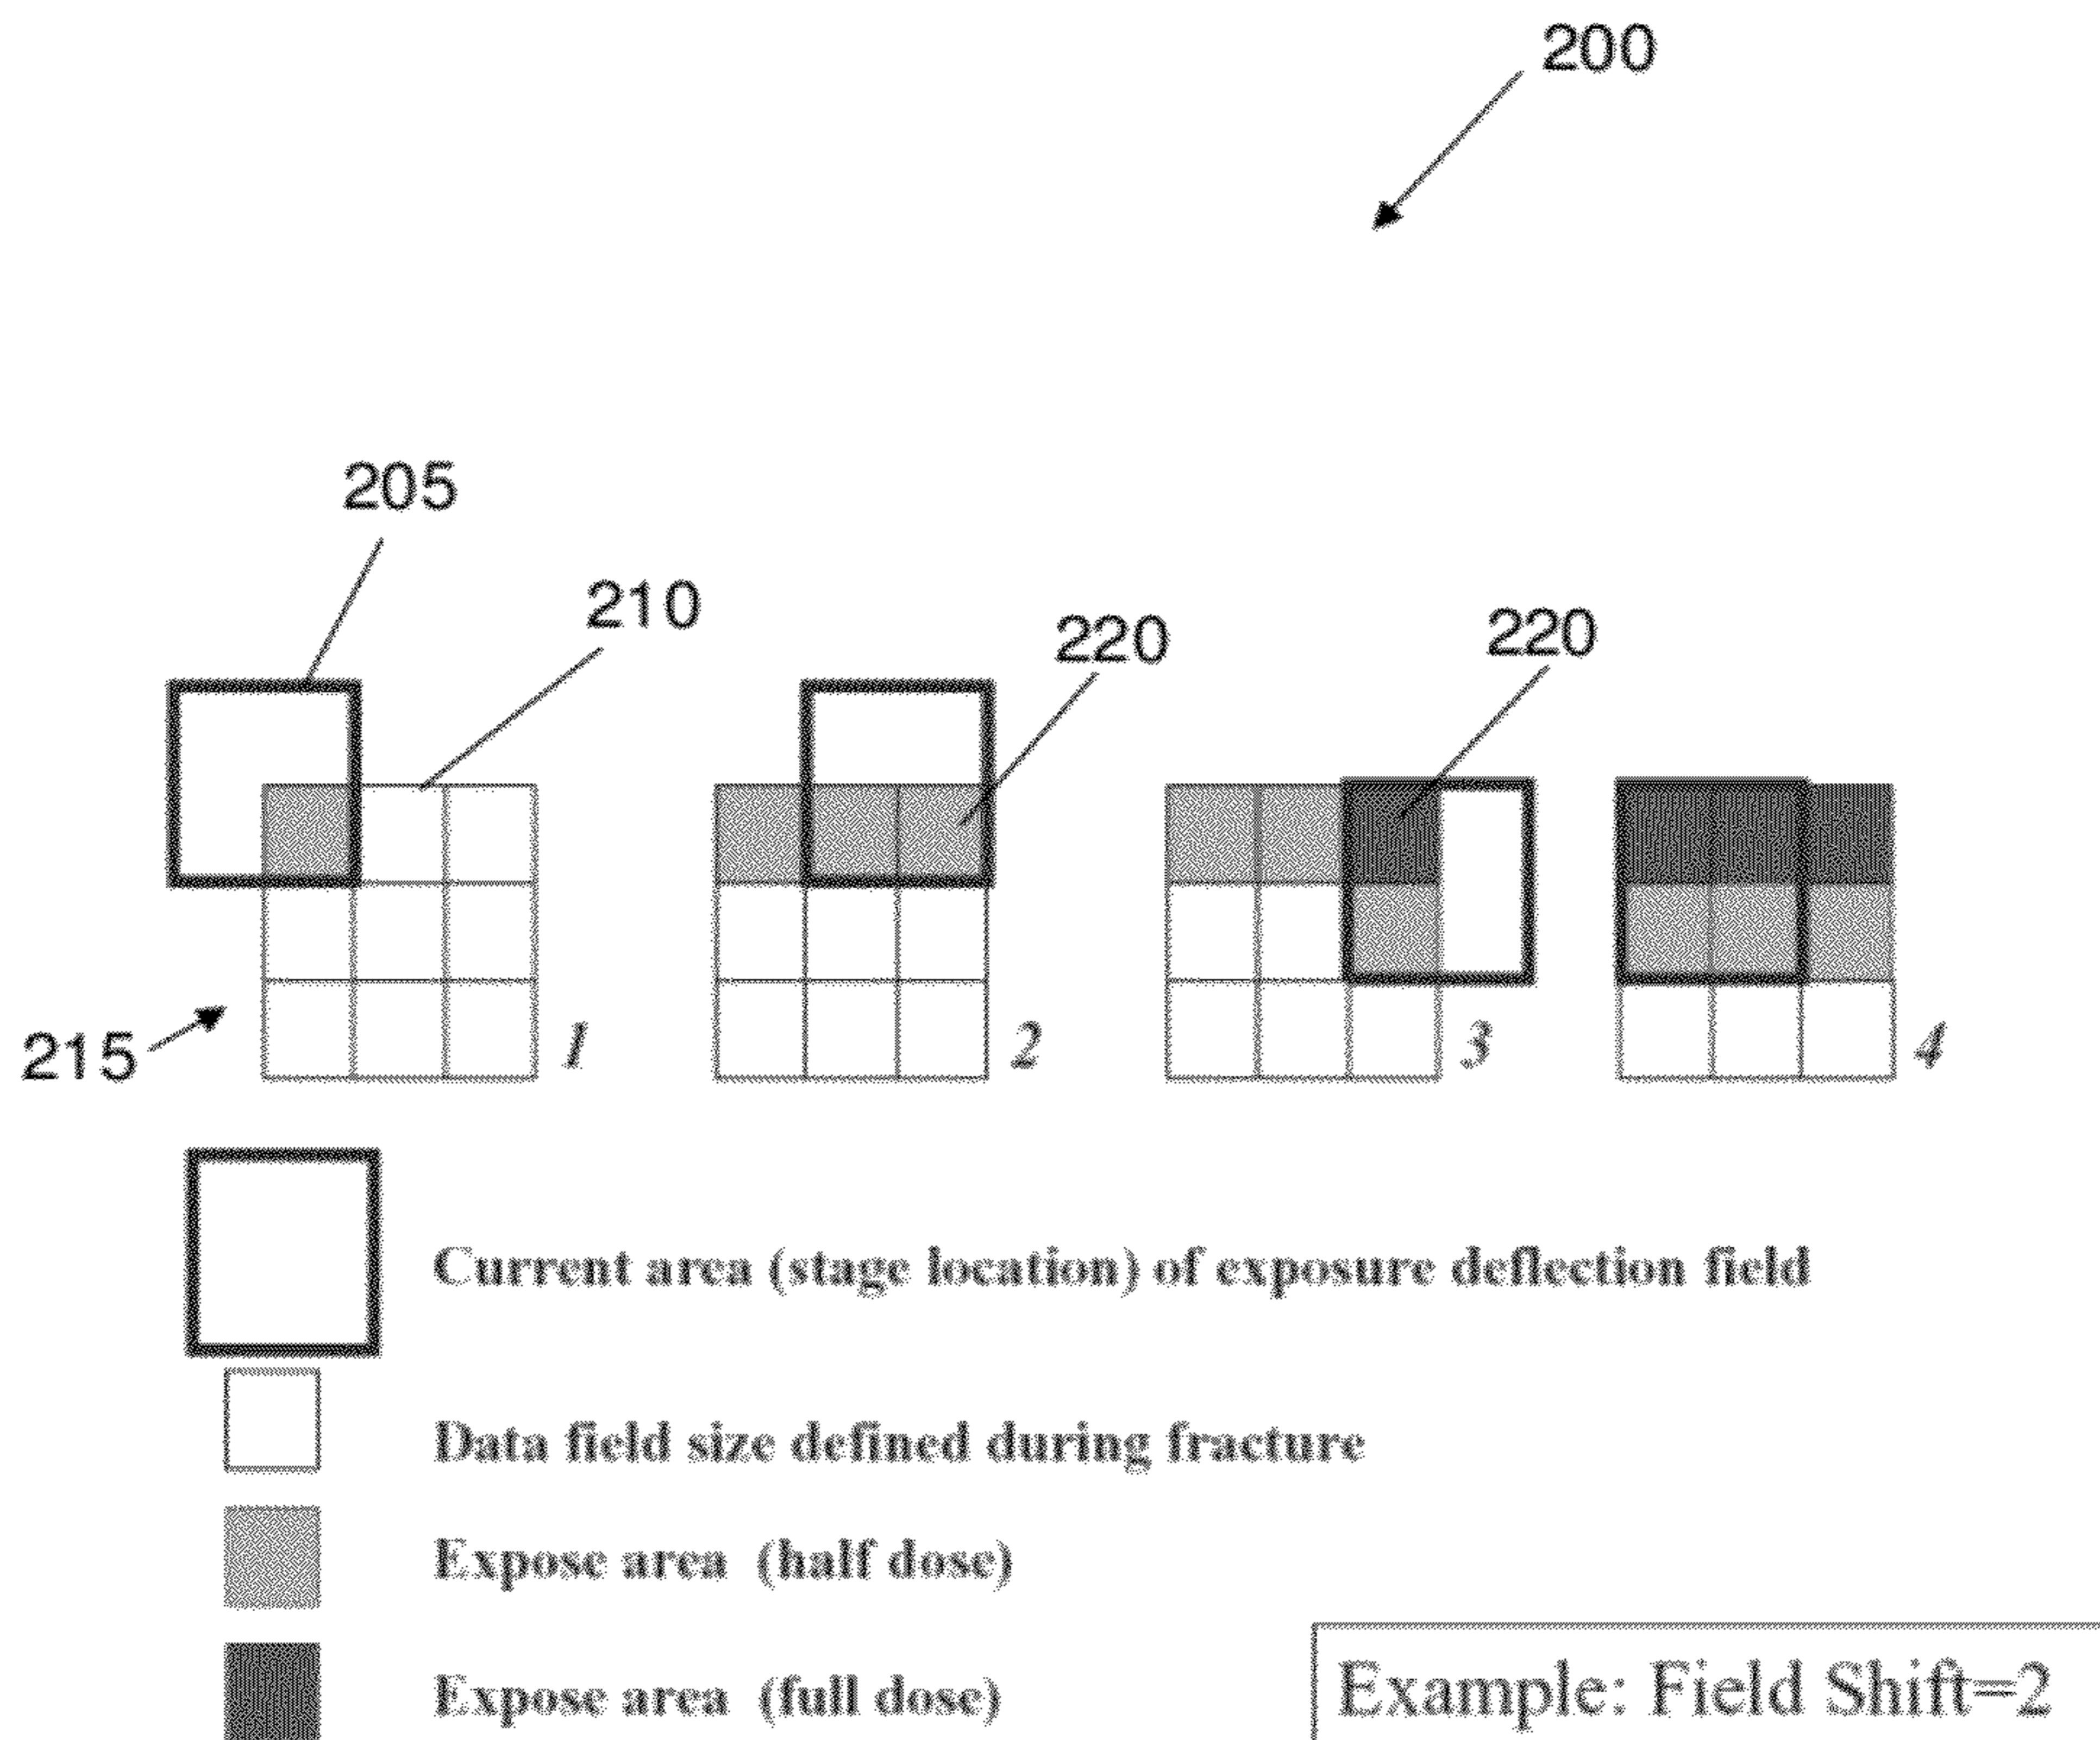 200
205
210
220
220
215
1
2
3
4
Current area (stage location) of exposure deflection field
Data field size defined during fracture
Expose area (half dose)
Expose area (full dose)
Example: Field Shift=2